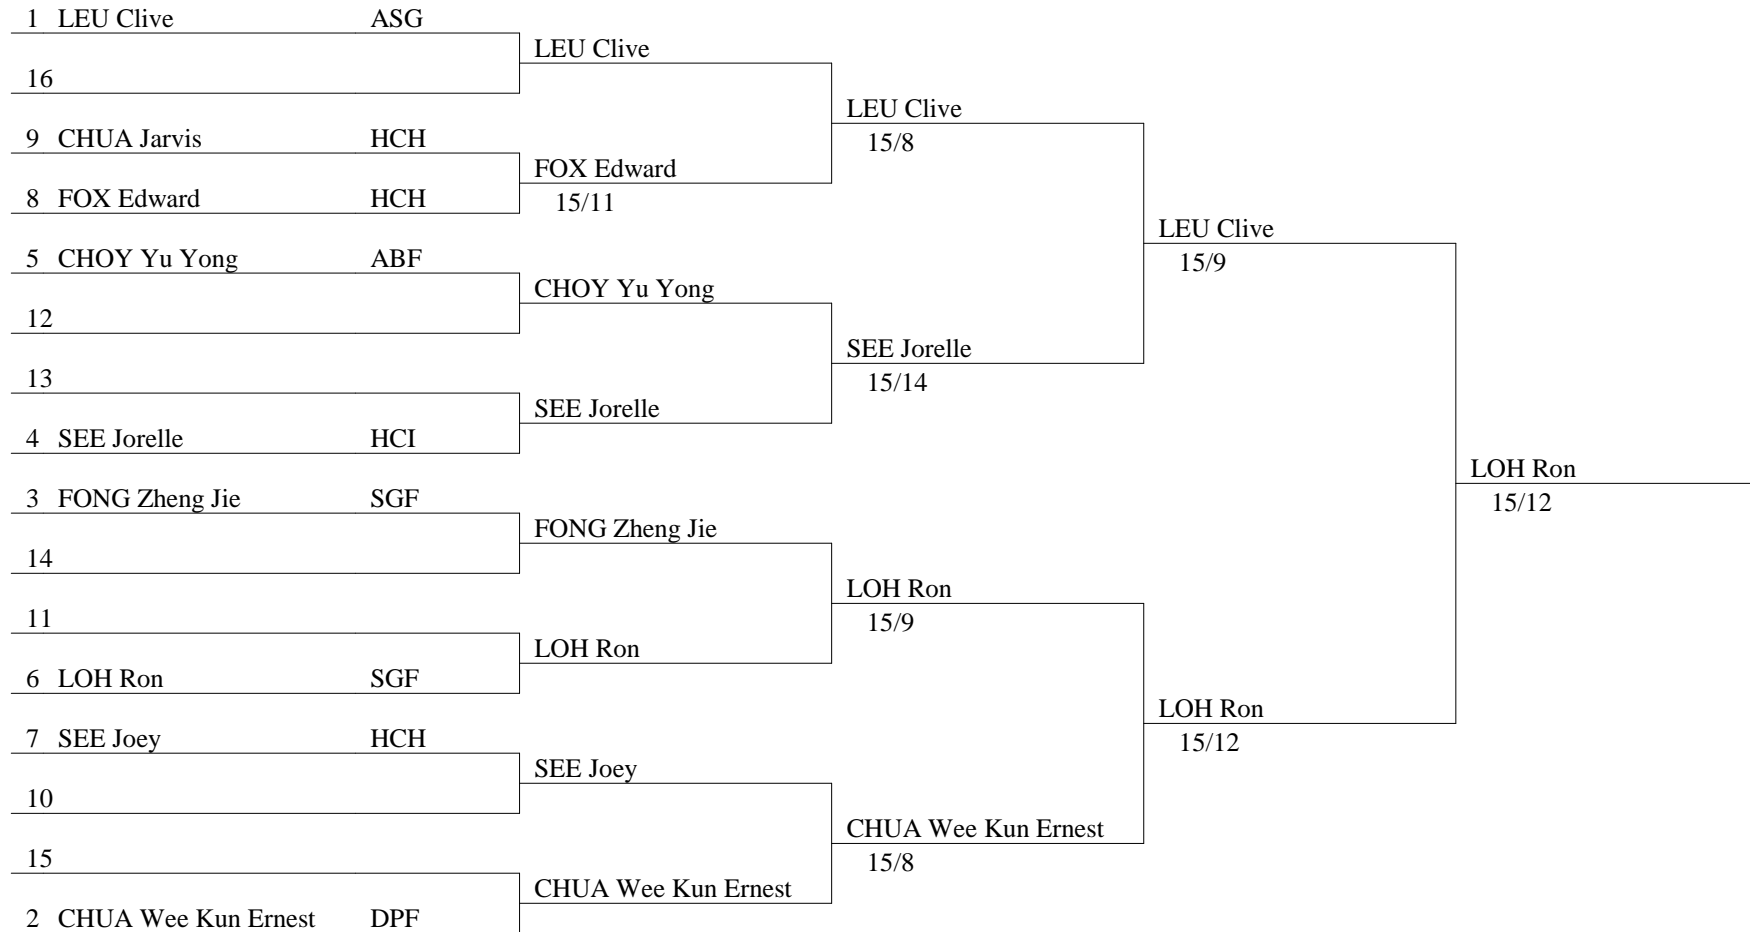 1 LEU Clive ASG
LEU Clive
16
LEU Clive
15/8
9 CHUA Jarvis HCH
FOX Edward
15/11
8 FOX Edward HCH
LEU Clive
15/9
5 CHOY Yu Yong ABF
CHOY Yu Yong
12
SEE Jorelle
15/14
13
SEE Jorelle
4 SEE Jorelle HCI
LOH Ron
15/12
3 FONG Zheng Jie SGF
FONG Zheng Jie
14
LOH Ron
15/9
11
LOH Ron
6 LOH Ron SGF
LOH Ron
15/12
7 SEE Joey HCH
SEE Joey
10
CHUA Wee Kun Ernest
15/8
15
CHUA Wee Kun Ernest
2 CHUA Wee Kun Ernest DPF